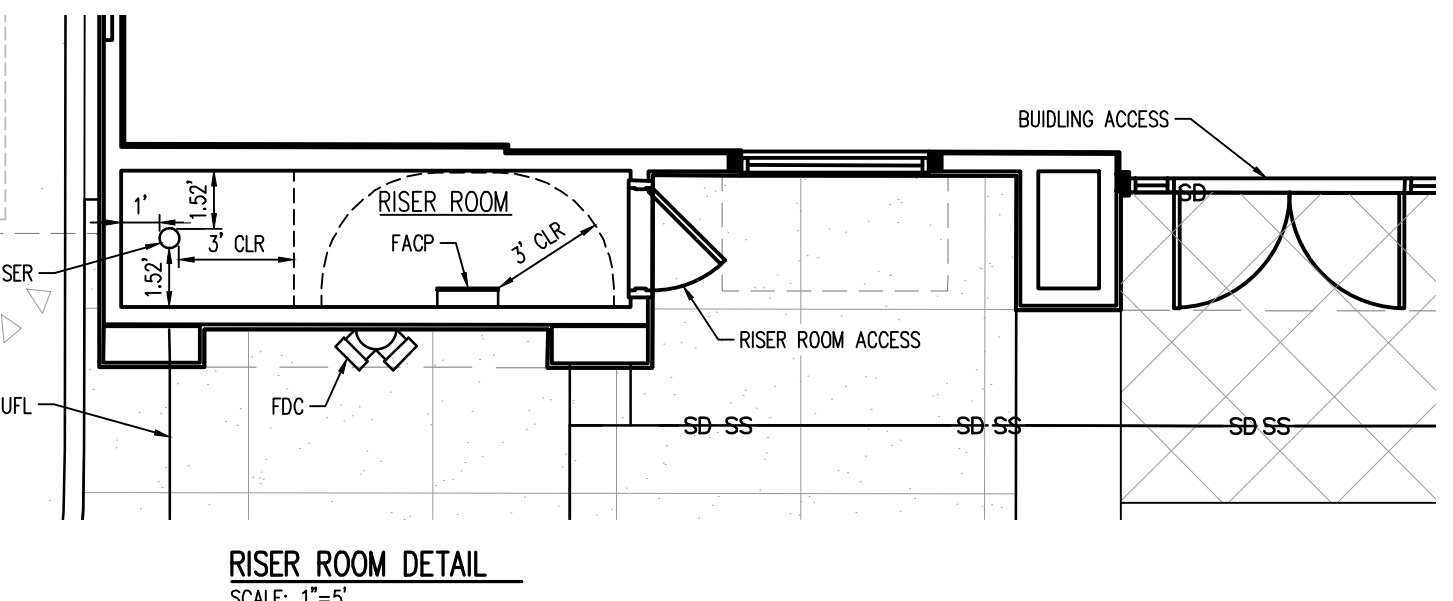 BUIDLING ACCESS
SD
1'
1.52'
RISER ROOM
3' CLR
FACP
3' CLR
SER
1.52'
RISER ROOM ACCESS
UFL
FDC
SD SS
SD SS
SD SS
RISER ROOM DETAIL
SCALE: 1"=5'